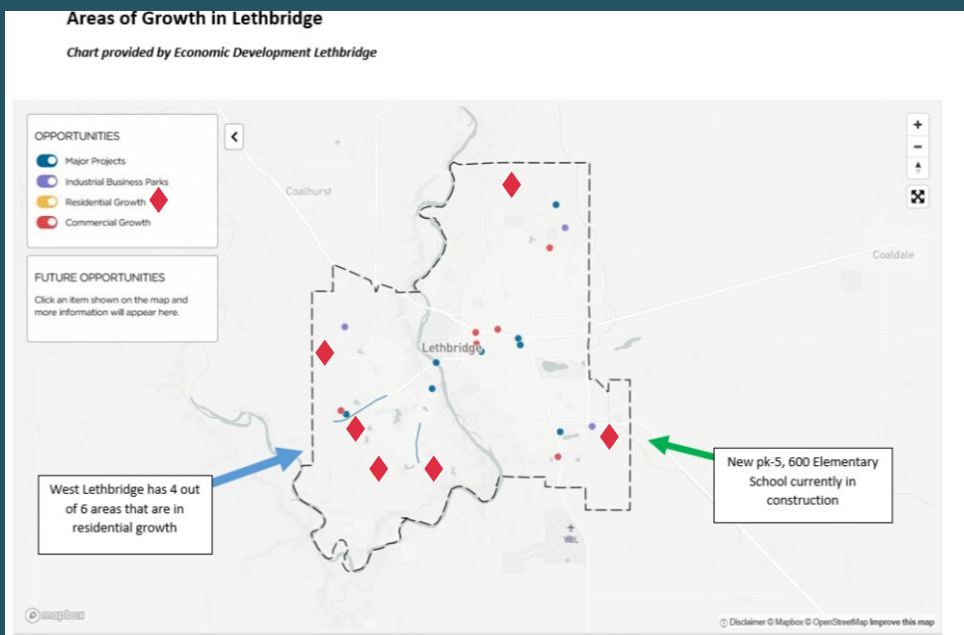 Areas of Growth in Lethbridge
Chart provided by Economic Development Lethbridge
OPPORTUNITIES
Major Projects
Industrial Business Parks
Residential Growth
Commercial Growth
FUTURE OPPORTUNITIES
Click an item shown on the map and
more information will appear here.
Coalhurst
Coaldale
Lethbridge
West Lethbridge has 4 out
of 6 areas that are in
residential growth
New pk-5, 600 Elementary
School currently in
construction
mapbox
Disclaimer © Mapbox © OpenStreetMap Improve this map